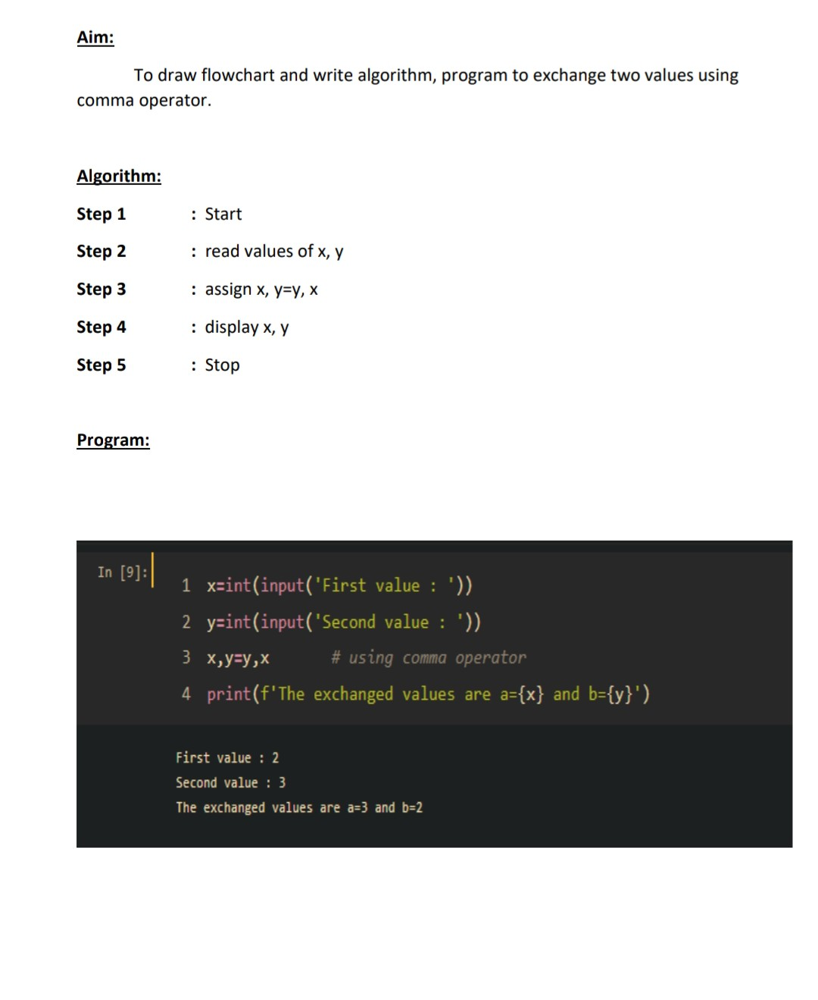 Aim:
To draw flowchart and write algorithm, program to exchange two values using
comma operator.
Algorithm:
Step 1 : Start
Step 2 : read values of x, y
Step 3 : assign x, y=y, x
Step 4 : display x, y
Step 5 : Stop
Program:
In [9]:
1 x=int(input('First value : '))
2 y=int(input('Second value : '))
3 x,y=y,x # using comma operator
4 print(f'The exchanged values are a={x} and b={y}')
First value : 2
Second value : 3
The exchanged values are a=3 and b=2